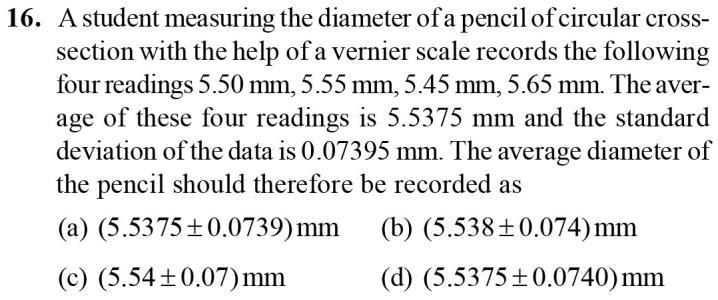 16. A student measuring the diameter of a pencil of circular cross-
section with the help of a vernier scale records the following
four readings 5.50 mm, 5.55 mm, 5.45 mm, 5.65 mm. The aver-
age of these four readings is 5.5375 mm and the standard
deviation of the data is 0.07395 mm. The average diameter of
the pencil should therefore be recorded as
(a) (5.5375±0.0739) mm (b) (5.538±0.074) mm
(c) (5.54±0.07) mm (d) (5.5375±0.0740) mm